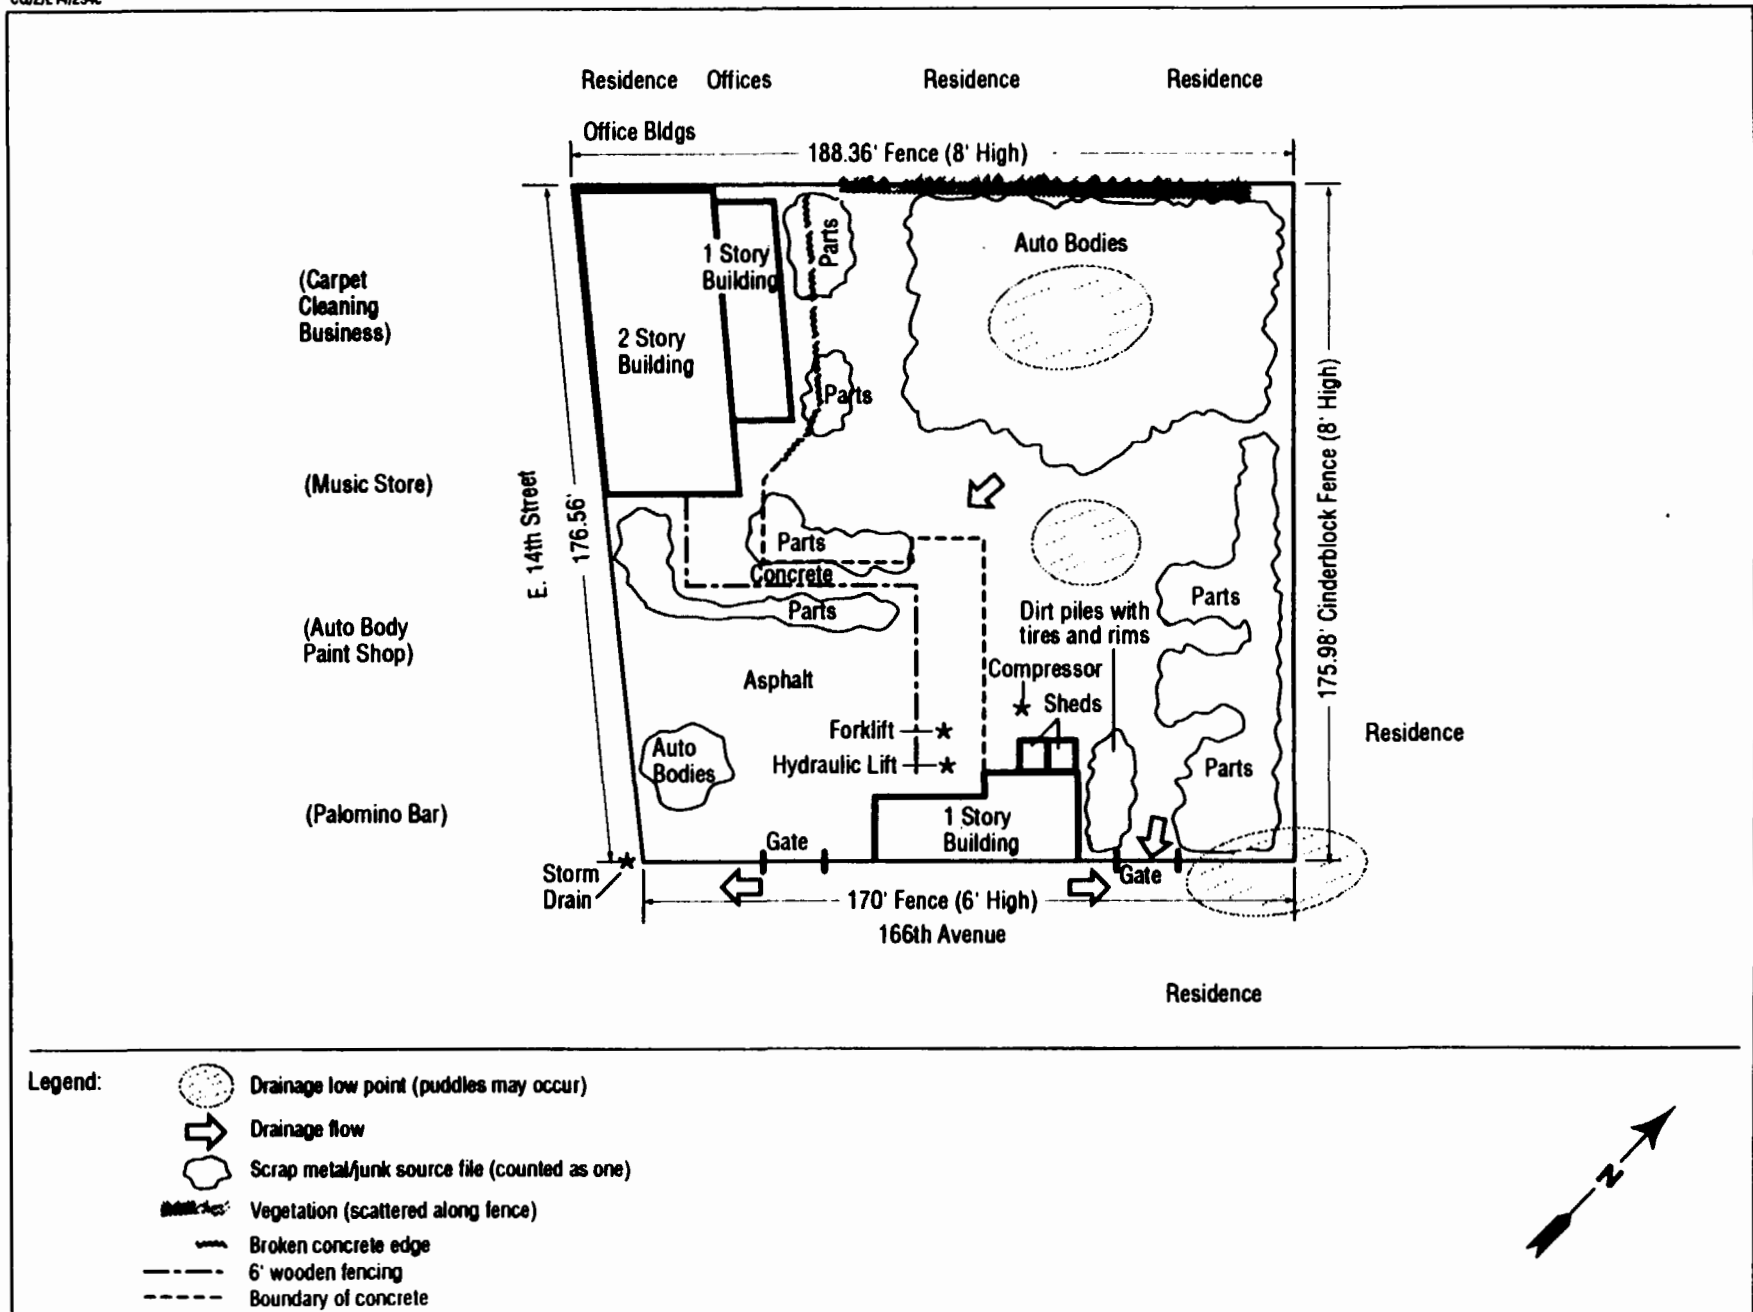 Residence Offices Residence Residence
Office Bldgs
188.36' Fence (8' High)
(Carpet
Cleaning
Business)
1 Story
Building
Parts
Auto Bodies
2 Story
Building
Parts
175.98' Cinderblock Fence (8' High)
(Music Store)
E. 14th Street
176.56'
Parts
Concrete
Parts
Parts
Dirt piles with
tires and rims
(Auto Body
Paint Shop)
Asphalt
Compressor
Sheds
Forklift
Hydraulic Lift
Auto
Bodies
Parts
Residence
(Palomino Bar)
1 Story
Building
Gate
Gate
Storm
Drain
170' Fence (6' High)
166th Avenue
Residence
Legend:
Drainage low point (puddles may occur)
Drainage flow
Scrap metal/junk source file (counted as one)
Vegetation (scattered along fence)
Broken concrete edge
6' wooden fencing
Boundary of concrete
N